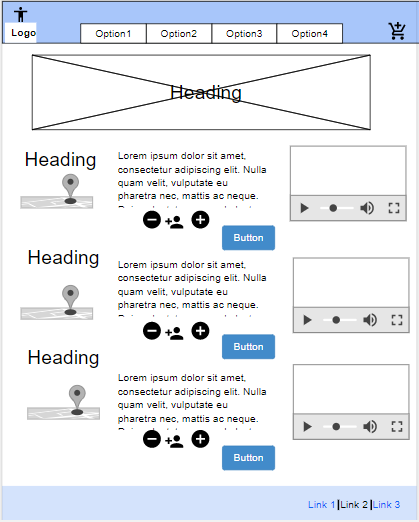 Logo
Option1
Option2
Option3
Option4
Heading
Heading
Lorem ipsum dolor sit amet,
consectetur adipiscing elit. Nulla
quam velit, vulputate eu
pharetra nec, mattis ac neque.
Button
Heading
Lorem ipsum dolor sit amet,
consectetur adipiscing elit. Nulla
quam velit, vulputate eu
pharetra nec, mattis ac neque.
Button
Heading
Lorem ipsum dolor sit amet,
consectetur adipiscing elit. Nulla
quam velit, vulputate eu
pharetra nec, mattis ac neque.
Button
Link 1|Link 2|Link 3